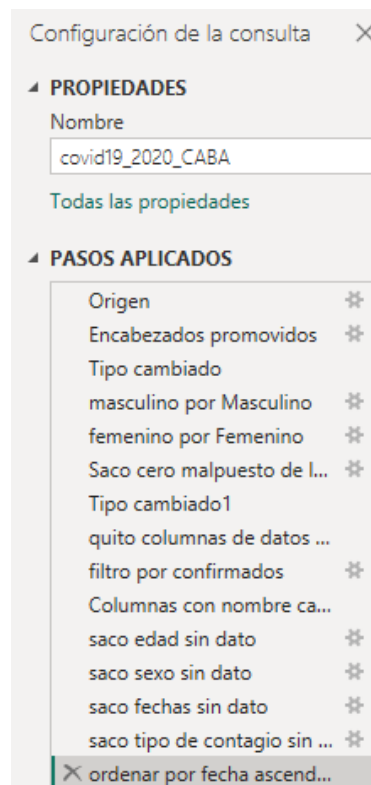 Configuración de la consulta
PROPIEDADES
Nombre
covid19_2020_CABA
Todas las propiedades
PASOS APLICADOS
Origen
Encabezados promovidos
Tipo cambiado
masculino por Masculino
femenino por Femenino
Saco cero malpuesto de l...
Tipo cambiado1
quito columnas de datos ...
filtro por confirmados
Columnas con nombre ca...
saco edad sin dato
saco sexo sin dato
saco fechas sin dato
saco tipo de contagio sin ...
ordenar por fecha ascend...